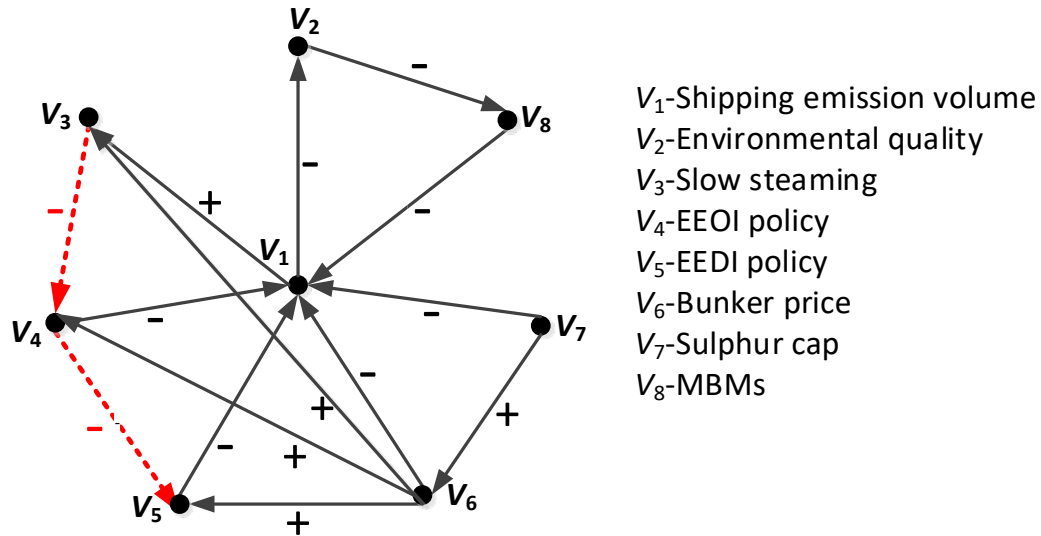 V2
-
V3
V8
-
+
-
-
V1
V4
-
-
V7
-
+
+
-
-
+
V5
V6
+
V1-Shipping emission volume
V2-Environmental quality
V3-Slow steaming
V4-EEOI policy
V5-EEDI policy
V6-Bunker price
V7-Sulphur cap
V8-MBMs